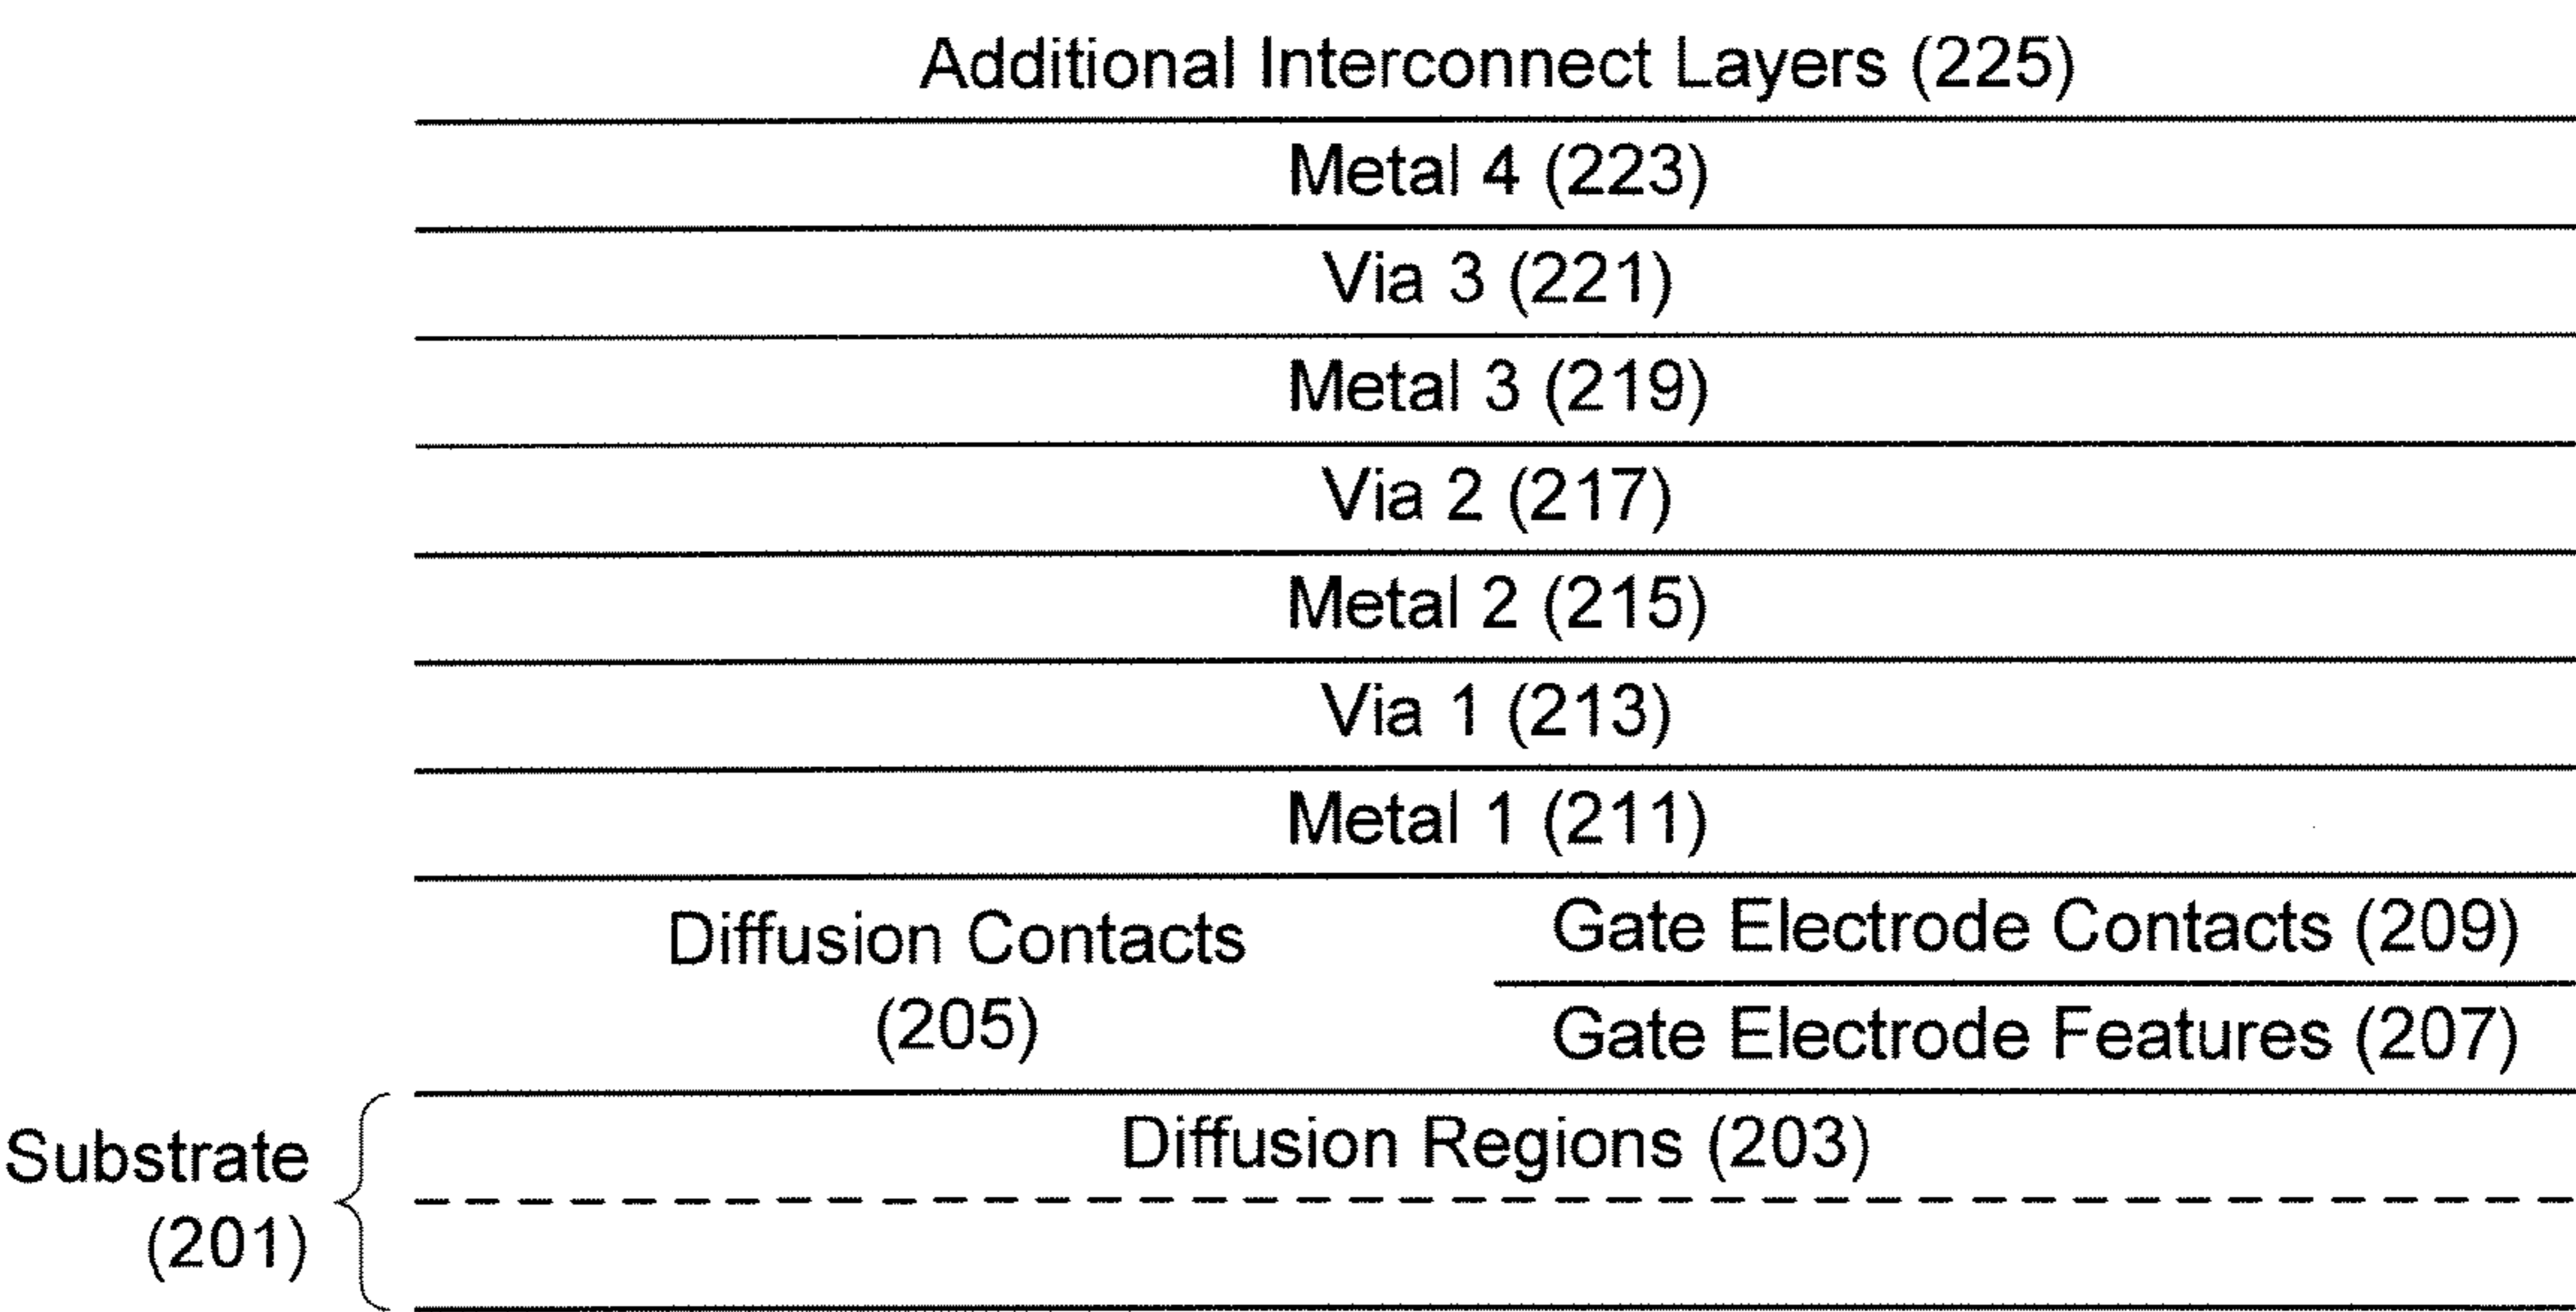 Additional Interconnect Layers (225)
Metal 4 (223)
Via 3 (221)
Metal 3 (219)
Via 2 (217)
Metal 2 (215)
Via 1 (213)
Metal 1 (211)
Diffusion Contacts
(205)
Gate Electrode Contacts (209)
Gate Electrode Features (207)
Substrate
(201)
Diffusion Regions (203)